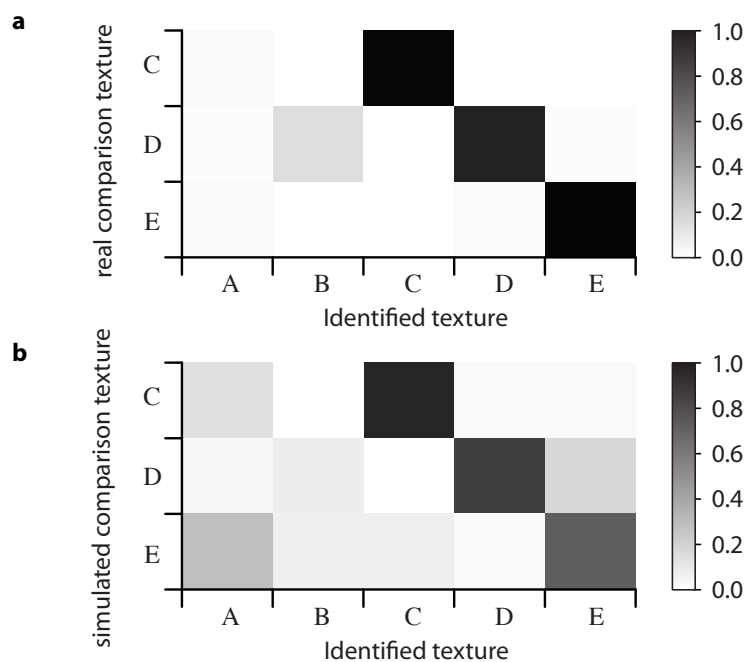 a
real comparison texture
C
D
E
A B C D E
Identified texture
1.0
0.8
0.6
0.4
0.2
0.0
b
simulated comparison texture
C
D
E
A B C D E
Identified texture
1.0
0.8
0.6
0.4
0.2
0.0